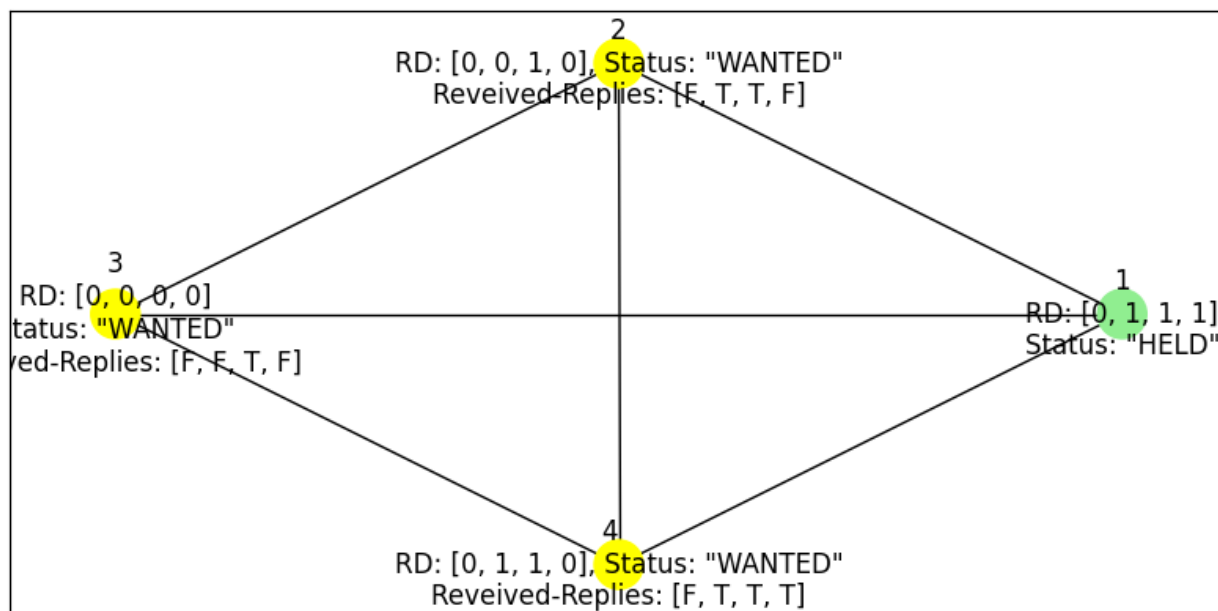 2
RD: [0, 0, 1, 0], Status: "WANTED"
Reveived-Replies: [F, T, T, F]
3
RD: [0, 0, 0, 0]
tatus: "WANTED"
ved-Replies: [F, F, T, F]
1
RD: [0, 1, 1, 1]
Status: "HELD"
4
RD: [0, 1, 1, 0], Status: "WANTED"
Reveived-Replies: [F, T, T, T]